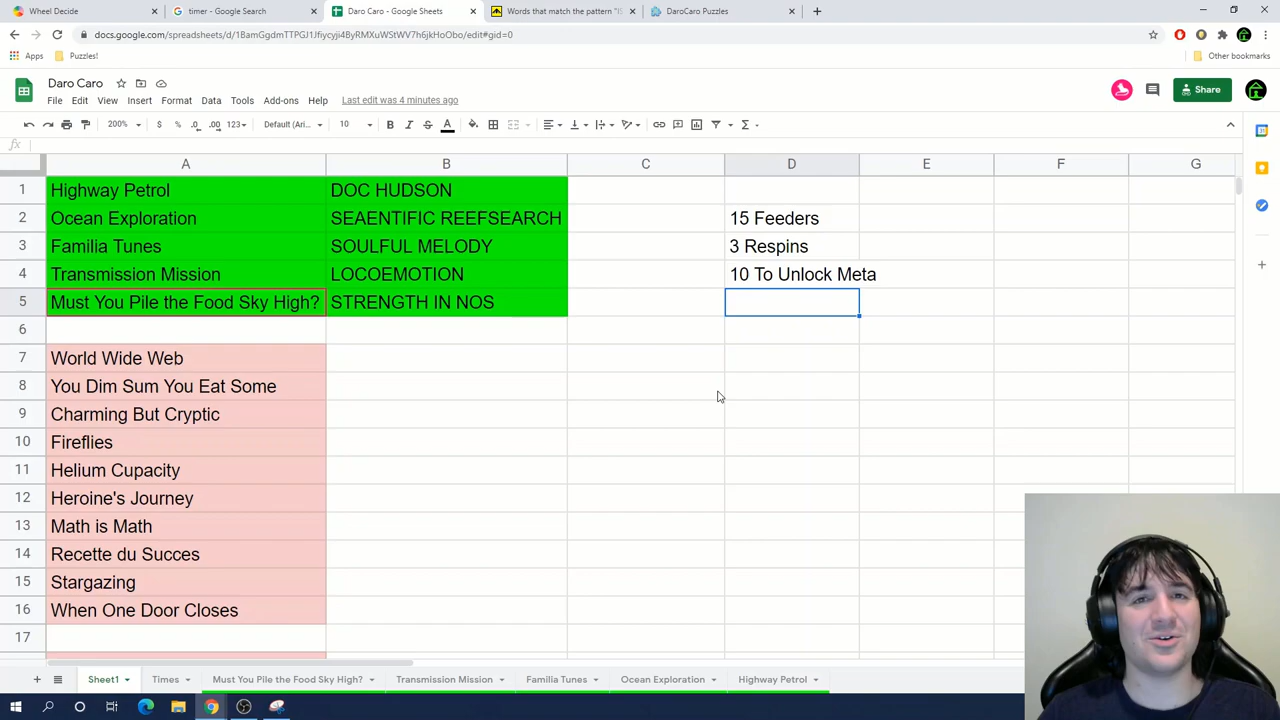 Wheel Decide
timer - Google Search
Daro Caro - Google Sheets
Words that match the pattern "IS
DaroCaro Puzzles
docs.google.com/spreadsheets/d/1BamGgdmTTPGJ1Jfiycyji4ByRMXuWStWV7h6jkHoObo/edit#gid=0
Apps
Puzzles!
Other bookmarks
Daro Caro
File Edit View Insert Format Data Tools Add-ons Help Last edit was 4 minutes ago
Share
200% $ % .0 .00 123 Default (Ari... 10
fx
A B C D E F G
1 Highway Petrol DOC HUDSON
2 Ocean Exploration SEAENTIFIC REEFSEARCH 15 Feeders
3 Familia Tunes SOULFUL MELODY 3 Respins
4 Transmission Mission LOCOEMOTION 10 To Unlock Meta
5 Must You Pile the Food Sky High? STRENGTH IN NOS
6
7 World Wide Web
8 You Dim Sum You Eat Some
9 Charming But Cryptic
10 Fireflies
11 Helium Cupacity
12 Heroine's Journey
13 Math is Math
14 Recette du Succes
15 Stargazing
16 When One Door Closes
17
Sheet1 Times Must You Pile the Food Sky High? Transmission Mission Familia Tunes Ocean Exploration Highway Petrol